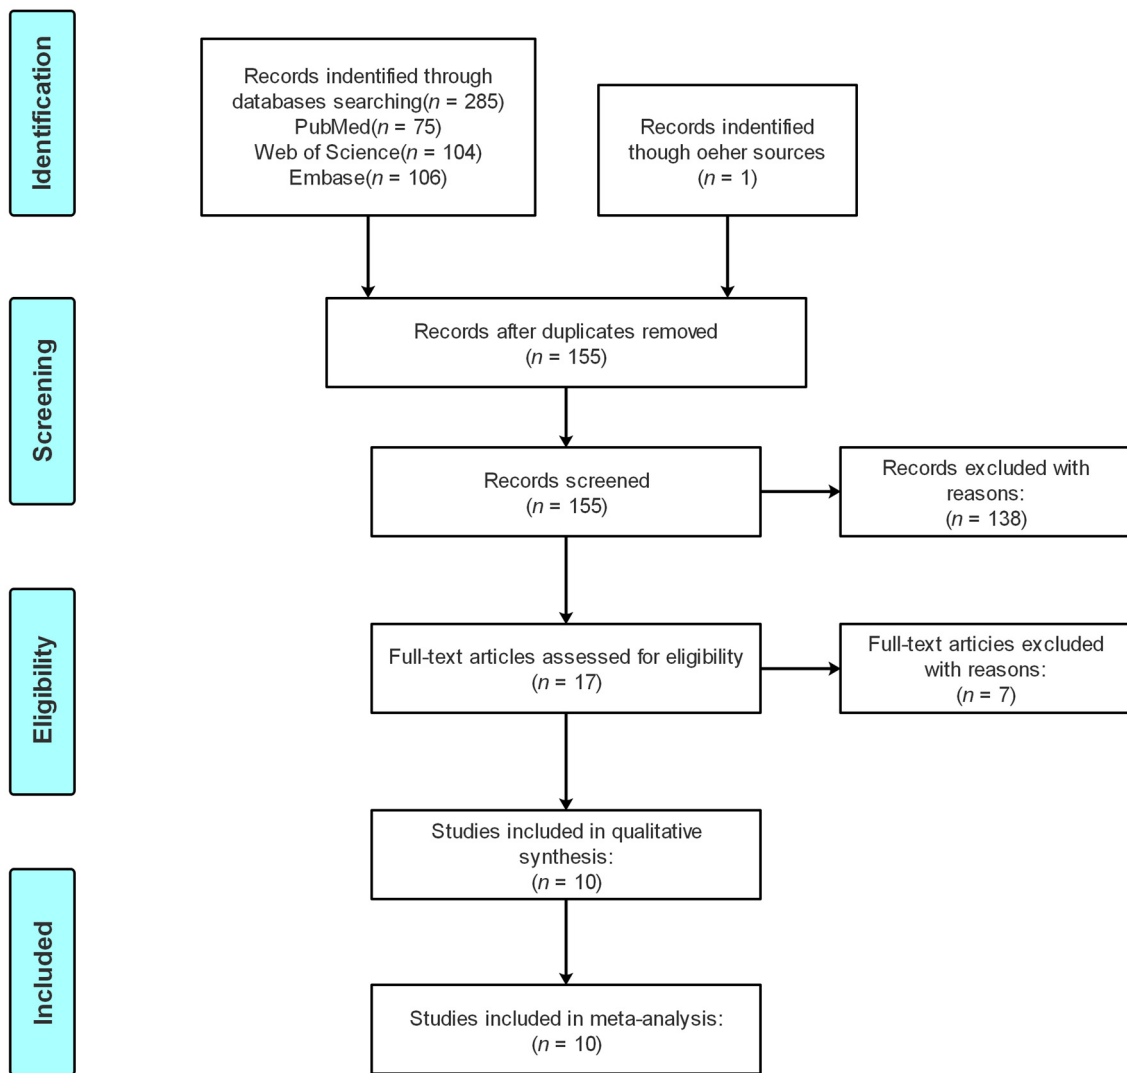 Identification
Records indentified through
databases searching(n = 285)
PubMed(n = 75)
Web of Science(n = 104)
Embase(n = 106)
Records indentified
though oeher sources
(n = 1)
Screening
Records after duplicates removed
(n = 155)
Records screened
(n = 155)
Records excluded with
reasons:
(n = 138)
Eligibility
Full-text articles assessed for eligibility
(n = 17)
Full-text articies excluded
with reasons:
(n = 7)
Studies included in qualitative
synthesis:
(n = 10)
Included
Studies included in meta-analysis:
(n = 10)